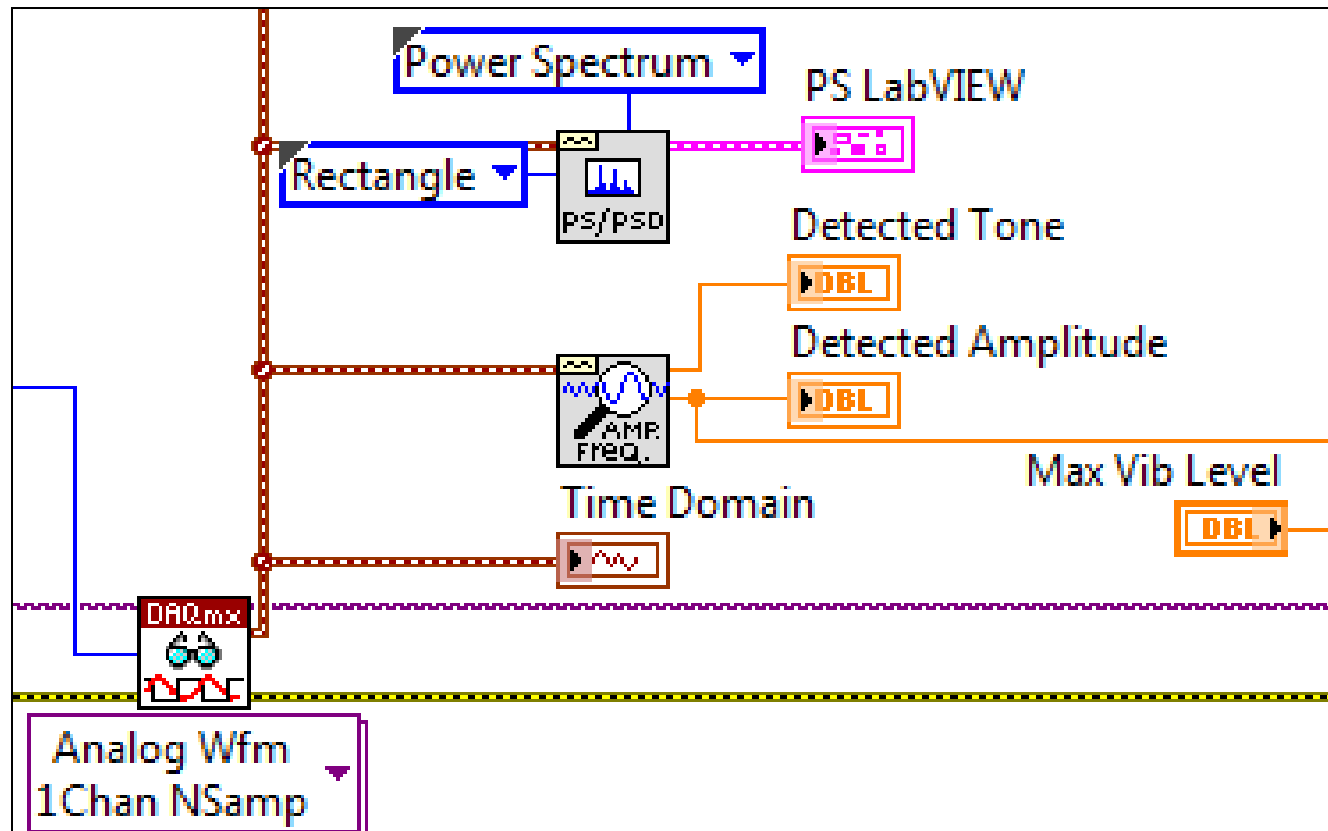 Power Spectrum
PS LabVIEW
Rectangle
PS/PSD
Detected Tone
DBL
Detected Amplitude
DBL
AMP
Freq.
Max Vib Level
DBL
Time Domain
DAQmx
Analog Wfm
1Chan NSamp